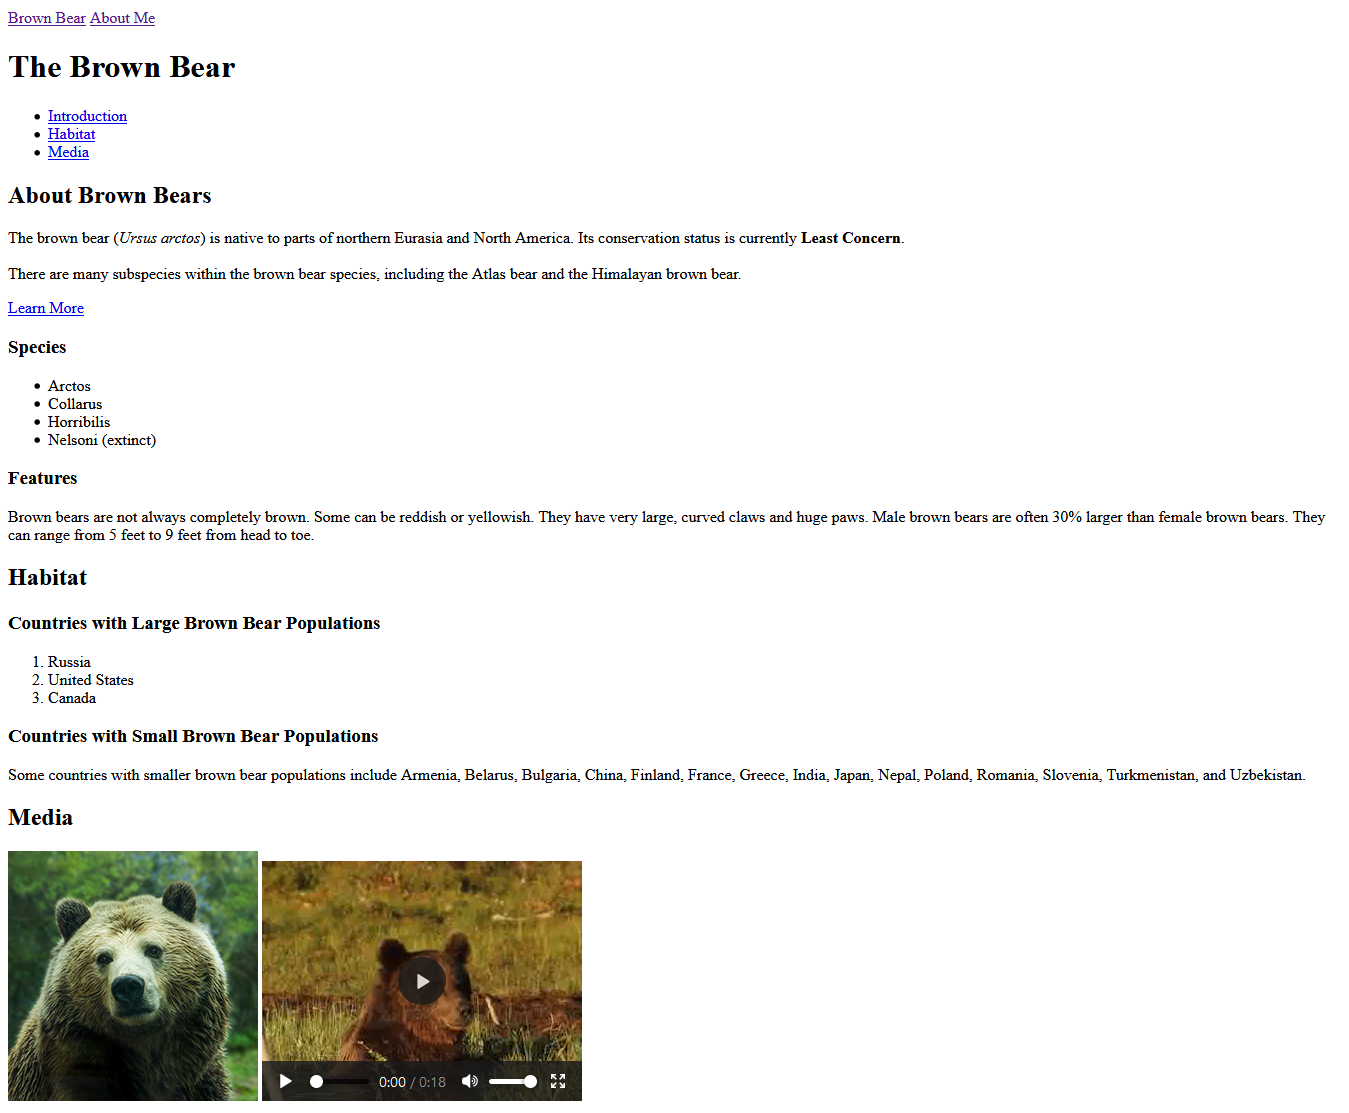 Brown Bear About Me
The Brown Bear
Introduction
Habitat
Media
About Brown Bears
The brown bear (Ursus arctos) is native to parts of northern Eurasia and North America. Its conservation status is currently Least Concern.
There are many subspecies within the brown bear species, including the Atlas bear and the Himalayan brown bear.
Learn More
Species
Arctos
Collarus
Horribilis
Nelsoni (extinct)
Features
Brown bears are not always completely brown. Some can be reddish or yellowish. They have very large, curved claws and huge paws. Male brown bears are often 30% larger than female brown bears. They
can range from 5 feet to 9 feet from head to toe.
Habitat
Countries with Large Brown Bear Populations
1. Russia
2. United States
3. Canada
Countries with Small Brown Bear Populations
Some countries with smaller brown bear populations include Armenia, Belarus, Bulgaria, China, Finland, France, Greece, India, Japan, Nepal, Poland, Romania, Slovenia, Turkmenistan, and Uzbekistan.
Media
0:00 / 0:18